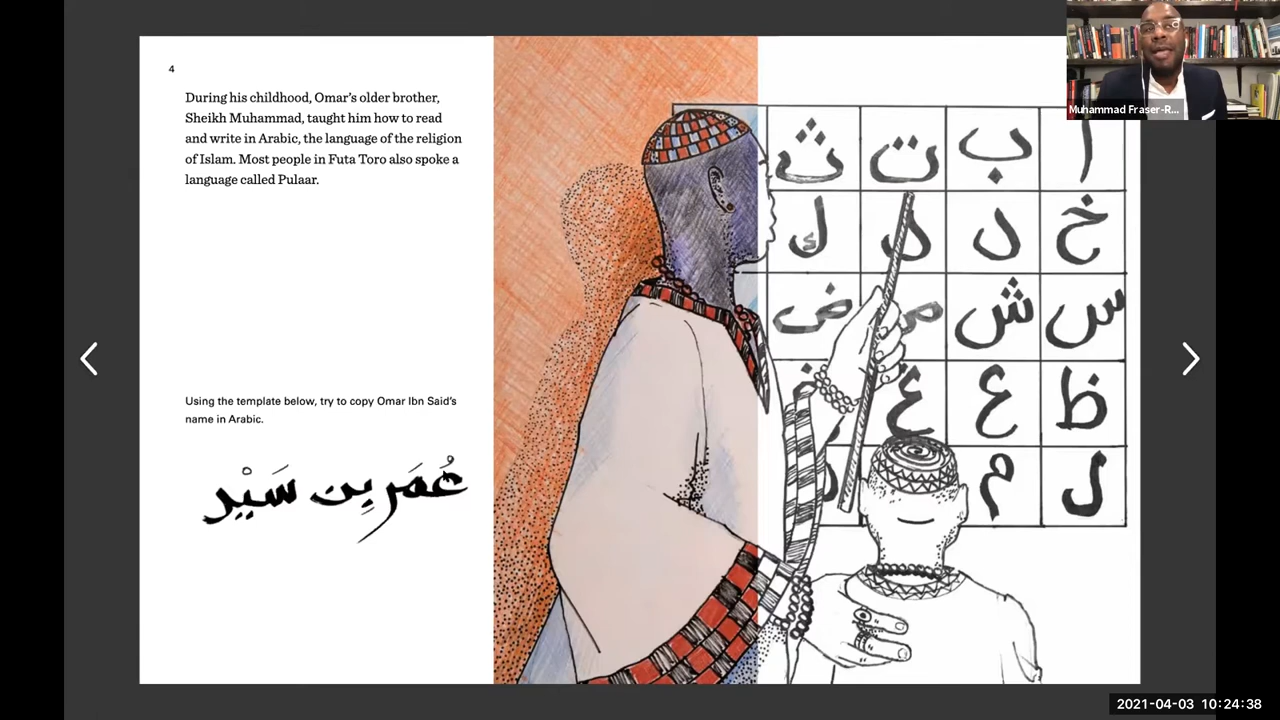 4
During his childhood, Omar's older brother,
Sheikh Muhammad, taught him how to read
and write in Arabic, the language of the religion
of Islam. Most people in Futa Toro also spoke a
language called Pulaar.
Using the template below, try to copy Omar Ibn Said's
name in Arabic.
عُمَر بِن سَيْد
ا ب ت ث
خ د ك
س ش ص ض
ظ ع غ
ل م
Muhammad Fraser-R...
2021-04-03 10:24:38